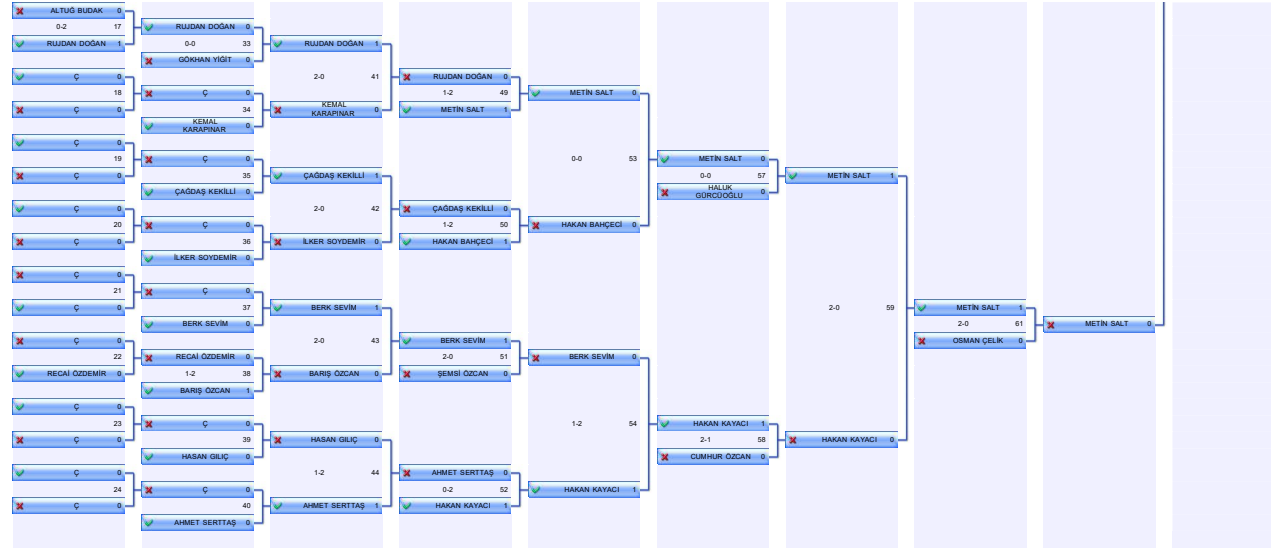 ALTUĞ BUDAK 0
0-2 17
RUJDAN DOĞAN 1
Ç 0
18
Ç 0
Ç 0
19
Ç 0
Ç 0
20
Ç 0
Ç 0
21
Ç 0
Ç 0
22
RECAİ ÖZDEMİR 0
Ç 0
23
Ç 0
Ç 0
24
Ç 0
RUJDAN DOĞAN 0
0-0 33
GÖKHAN YİĞİT 0
Ç 0
34
KEMAL
KARAPINAR 0
Ç 0
35
ÇAĞDAŞ KEKİLLİ 0
Ç 0
36
İLKER SOYDEMİR 0
Ç 0
37
BERK SEVİM 0
RECAİ ÖZDEMİR 0
1-2 38
BARIŞ ÖZCAN 1
Ç 0
39
HASAN GILIÇ 0
Ç 0
40
AHMET SERTTAŞ 0
RUJDAN DOĞAN 1
2-0 41
KEMAL
KARAPINAR 0
ÇAĞDAŞ KEKİLLİ 1
2-0 42
İLKER SOYDEMİR 0
BERK SEVİM 1
2-0 43
BARIŞ ÖZCAN 0
HASAN GILIÇ 0
1-2 44
AHMET SERTTAŞ 1
RUJDAN DOĞAN 0
1-2 49
METİN SALT 1
ÇAĞDAŞ KEKİLLİ 0
1-2 50
HAKAN BAHÇECİ 1
BERK SEVİM 1
2-0 51
ŞEMSİ ÖZCAN 0
AHMET SERTTAŞ 0
0-2 52
HAKAN KAYACI 1
METİN SALT 0
0-0 53
HAKAN BAHÇECİ 0
BERK SEVİM 0
1-2 54
HAKAN KAYACI 1
METİN SALT 0
0-0 57
HALUK
GÜRCÜOĞLU 0
HAKAN KAYACI 1
2-1 58
CUMHUR ÖZCAN 0
METİN SALT 1
2-0 59
HAKAN KAYACI 0
METİN SALT 1
2-0 61
OSMAN ÇELİK 0
METİN SALT 0